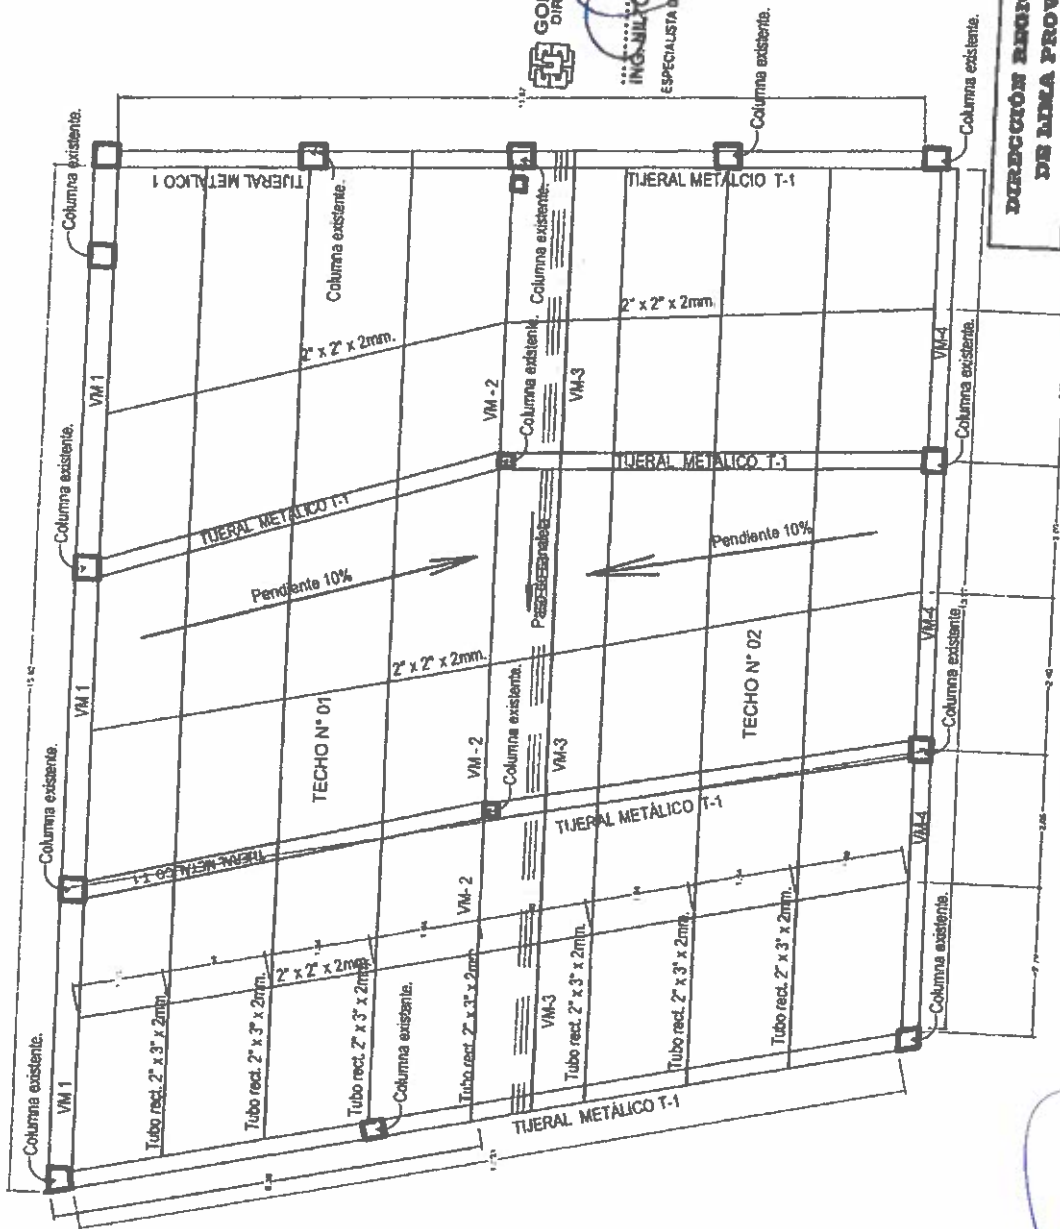 GO
DIR
ING. NIL
ESPECIALISTA
DIRECCIÓN REGI
DE LIMA PROV
Columna existente.
Columna existente.
Columna existente.
Columna existente.
Columna existente.
VM 1
TIJERAL METALICO 1
TIJERAL METALCIO T-1
Columna existente.
Columna existente.
2" x 2" x 2mm.
2" x 2" x 2mm.
VM - 2
VM-3
Columna existente.
VM-4
Columna existente.
Columna existente.
TIJERAL METALICO T-1
TIJERAL METALICO T-1
Pendiente 10%
Pendiente 10%
Paso de canaleta
VM 1
TECHO N° 01
2" x 2" x 2mm.
TECHO N° 02
VM - 2
VM-3
VM-4
Columna existente.
Columna existente.
Columna existente.
TIJERAL METALICO T-1
TIJERAL METÁLICO T-1
VM- 2
VM-3
VM-4
2" x 2" x 2mm.
Tubo rect. 2" x 3" x 2mm.
Tubo rect. 2" x 3" x 2mm.
Tubo rect. 2" x 3" x 2mm.
Tubo rect. 2" x 3" x 2mm.
Tubo rect. 2" x 3" x 2mm.
Tubo rect. 2" x 3" x 2mm.
Tubo rect. 2" x 3" x 2mm.
Columna existente.
Columna existente.
Columna existente.
VM 1
TIJERAL METÁLICO T-1